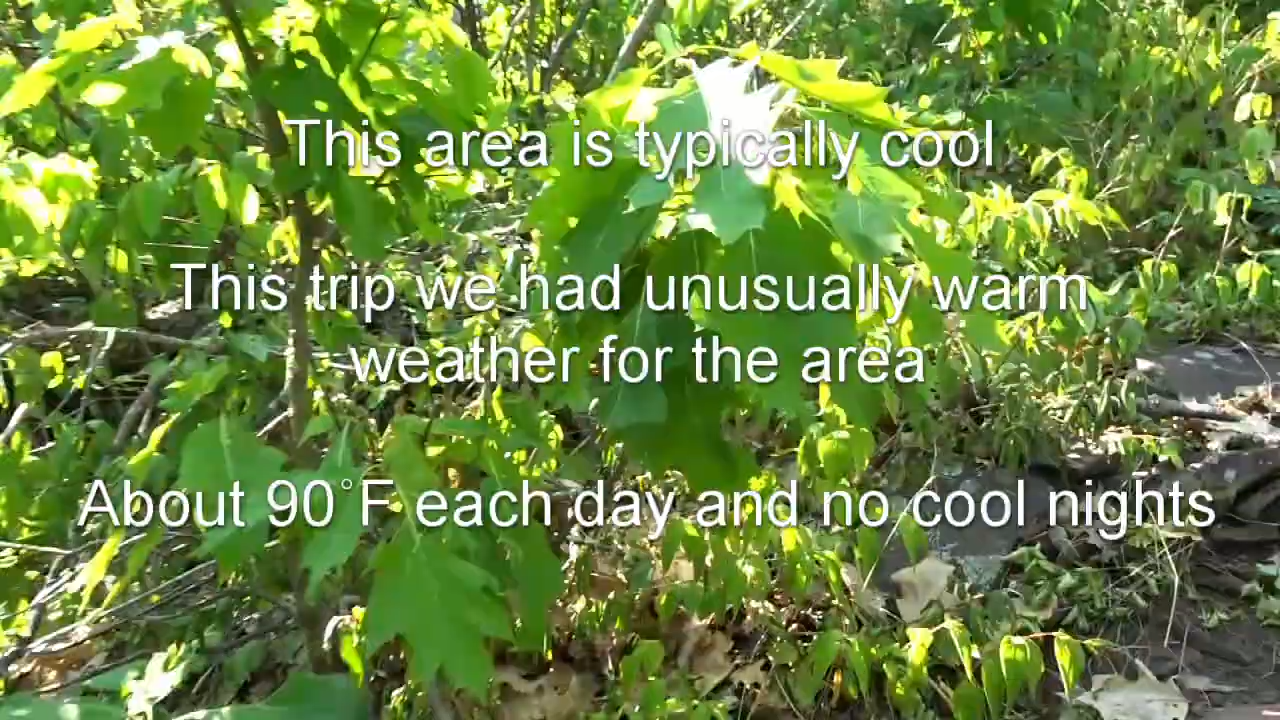 This area is typically cool
This trip we had unusually warm
weather for the area
About 90°F each day and no cool nights